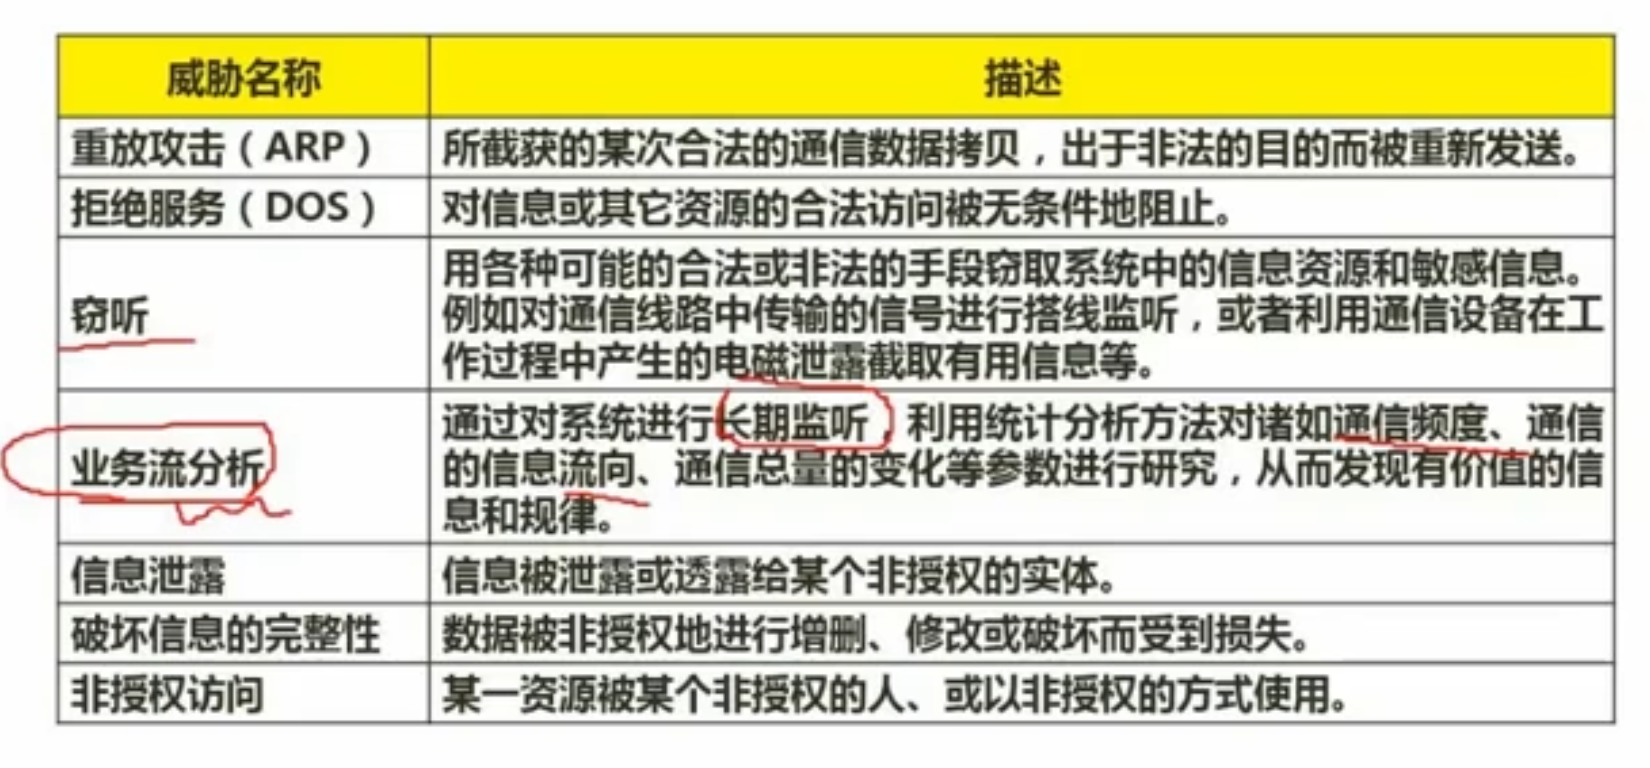 威胁名称
描述
重放攻击（ARP）
所截获的某次合法的通信数据拷贝，出于非法的目的而被重新发送。
拒绝服务（DOS）
对信息或其它资源的合法访问被无条件地阻止。
窃听
用各种可能的合法或非法的手段窃取系统中的信息资源和敏感信息。
例如对通信线路中传输的信号进行搭线监听，或者利用通信设备在工
作过程中产生的电磁泄露截取有用信息等。
业务流分析
通过对系统进行长期监听，利用统计分析方法对诸如通信频度、通信
的信息流向、通信总量的变化等参数进行研究，从而发现有价值的信
息和规律。
信息泄露
信息被泄露或透露给某个非授权的实体。
破坏信息的完整性
数据被非授权地进行增删、修改或破坏而受到损失。
非授权访问
某一资源被某个非授权的人、或以非授权的方式使用。